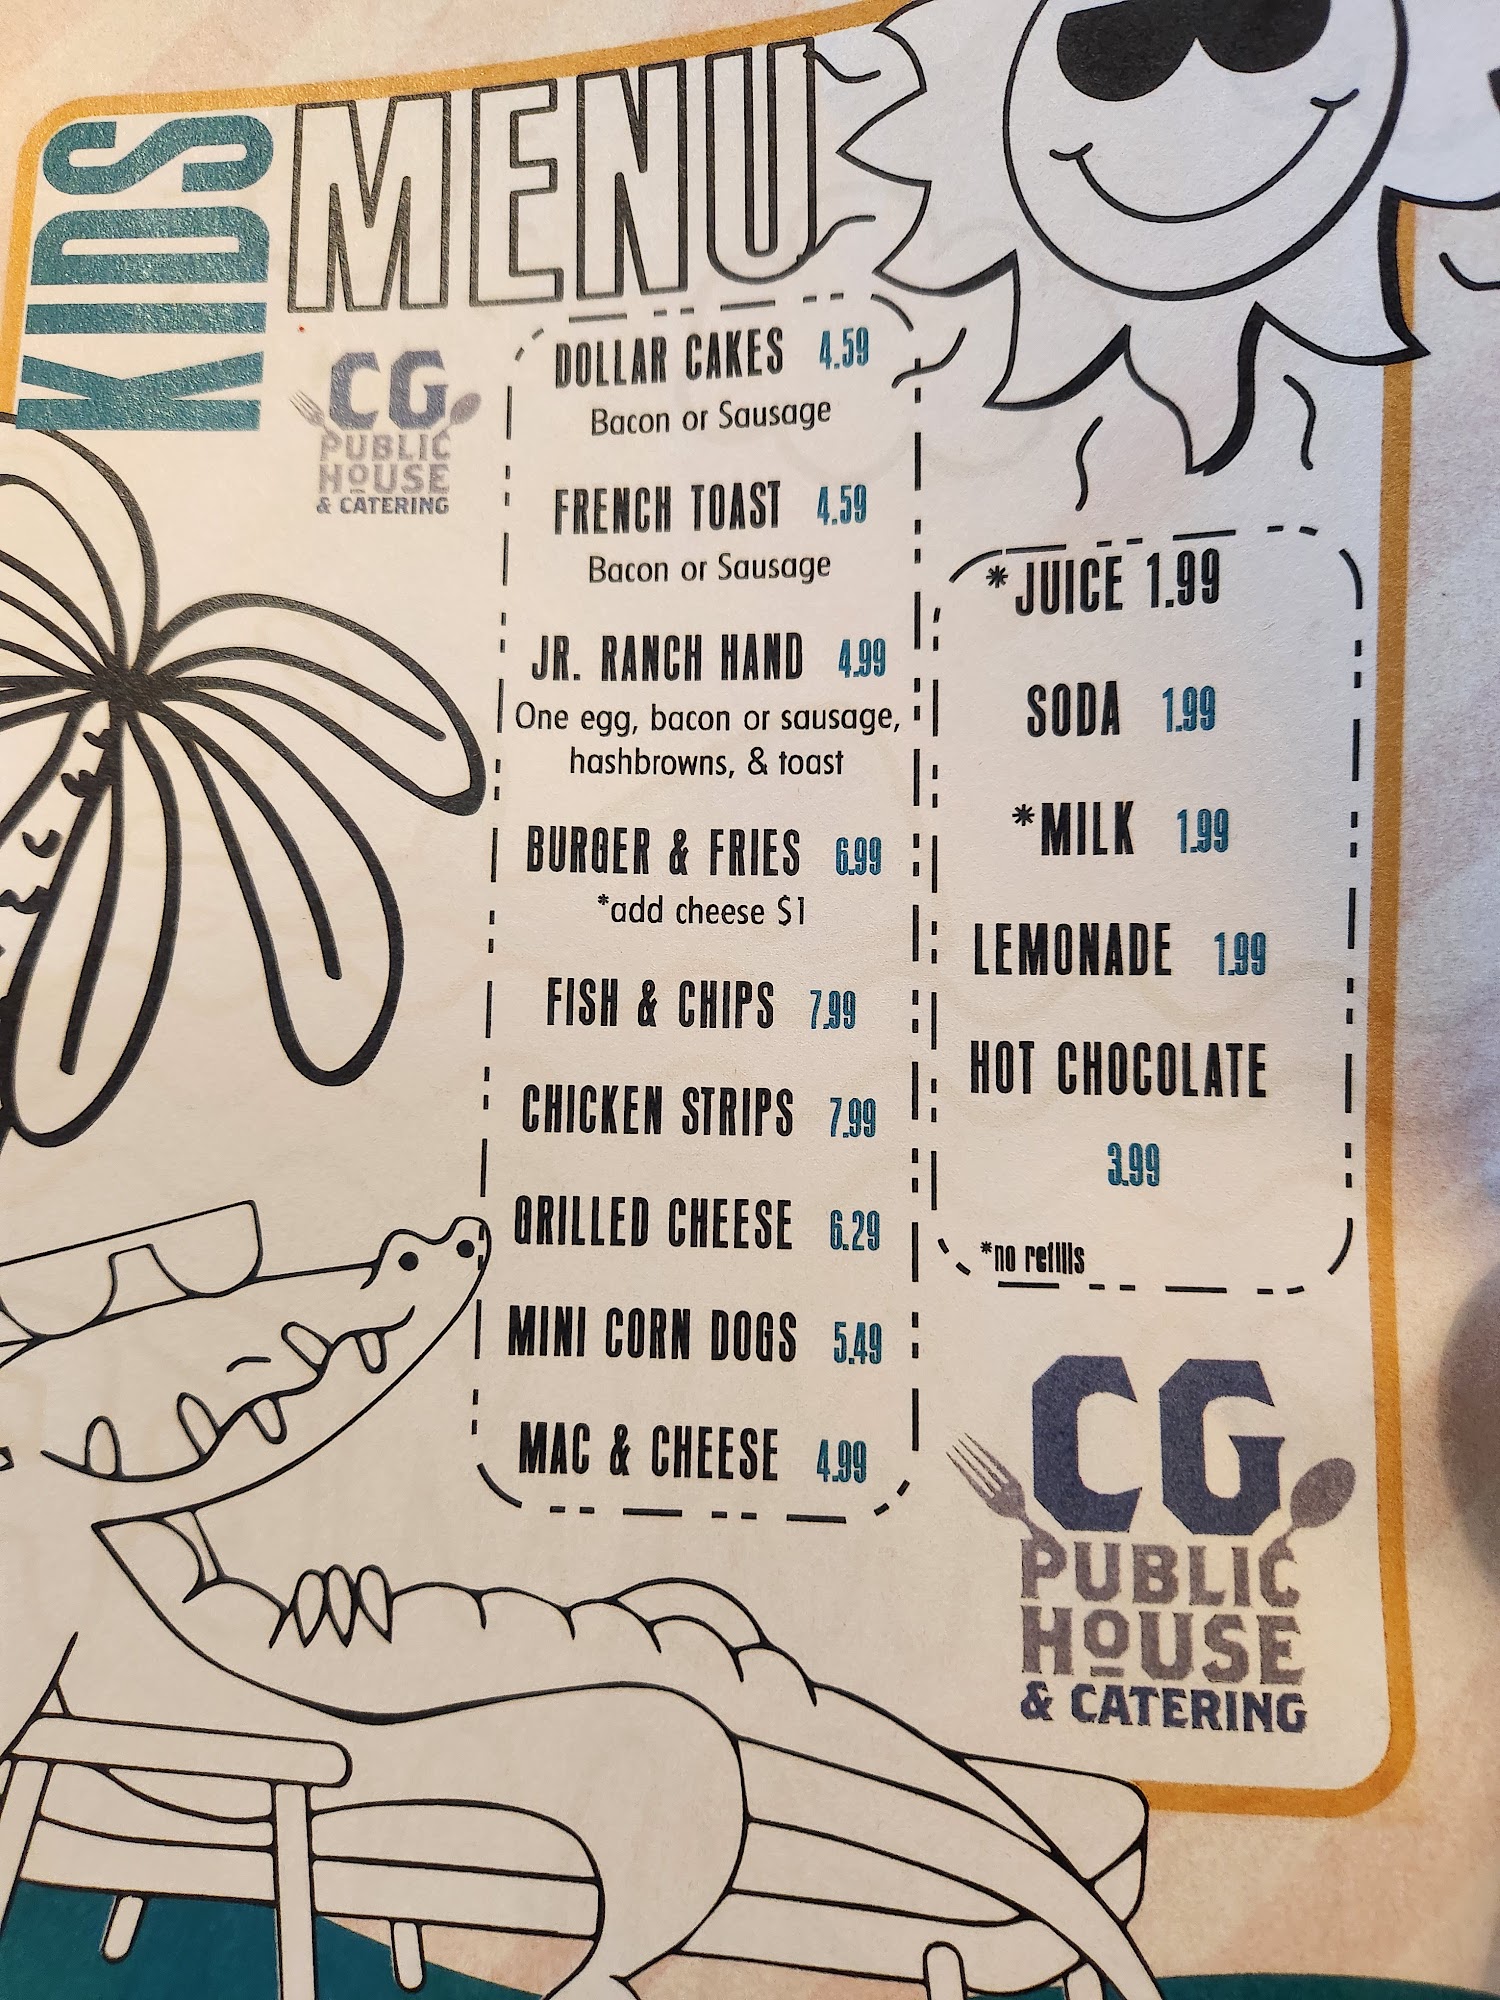 KIDS
MENU
CG
PUBLIC
HOUSE
& CATERING
DOLLAR CAKES 4.59
Bacon or Sausage
FRENCH TOAST 4.59
Bacon or Sausage
JR. RANCH HAND 4.99
One egg, bacon or sausage,
hashbrowns, & toast
BURGER & FRIES 6.99
*add cheese $1
FISH & CHIPS 7.99
CHICKEN STRIPS 7.99
GRILLED CHEESE 6.29
MINI CORN DOGS 5.49
MAC & CHEESE 4.99
*JUICE 1.99
SODA 1.99
*MILK 1.99
LEMONADE 1.99
HOT CHOCOLATE
3.99
*no refills
CG
PUBLIC
HOUSE
& CATERING